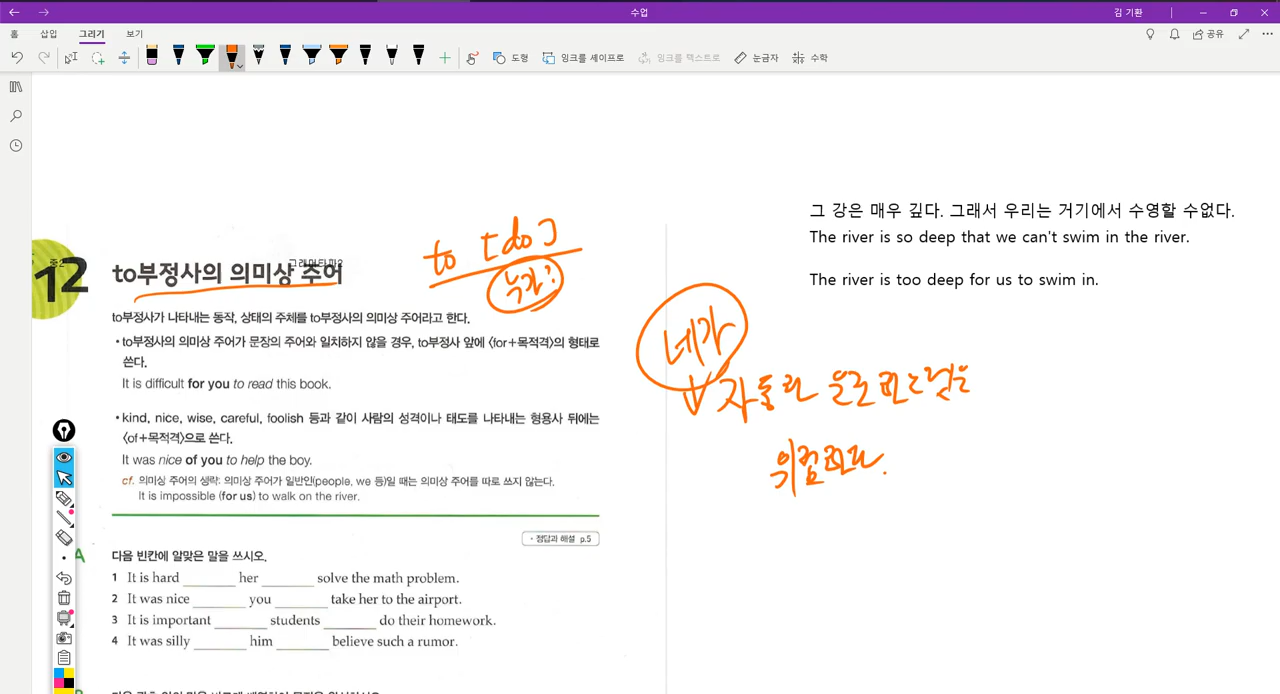 수업
김 기환
홈 삽입 그리기 보기
공유
도형 잉크를 셰이프로 잉크를 텍스트로 눈금자 수학
그 강은 매우 깊다. 그래서 우리는 거기에서 수영할 수없다.
The river is so deep that we can't swim in the river.
The river is too deep for us to swim in.
to [do]
누가?
중2
12 to부정사의 의미상 주어
to부정사가 나타내는 동작, 상태의 주체를 to부정사의 의미상 주어라고 한다.
• to부정사의 의미상 주어가 문장의 주어와 일치하지 않을 경우, to부정사 앞에 〈for+목적격〉의 형태로
쓴다.
It is difficult for you to read this book.
• kind, nice, wise, careful, foolish 등과 같이 사람의 성격이나 태도를 나타내는 형용사 뒤에는
〈of+목적격〉으로 쓴다.
It was nice of you to help the boy.
cf. 의미상 주어의 생략: 의미상 주어가 일반인(people, we 등)일 때는 의미상 주어를 따로 쓰지 않는다.
It is impossible (for us) to walk on the river.
네가
위험하다.
• 정답과 해설 p.5
A 다음 빈칸에 알맞은 말을 쓰시오.
1 It is hard ______ her ______ solve the math problem.
2 It was nice ______ you ______ take her to the airport.
3 It is important ______ students ______ do their homework.
4 It was silly ______ him ______ believe such a rumor.